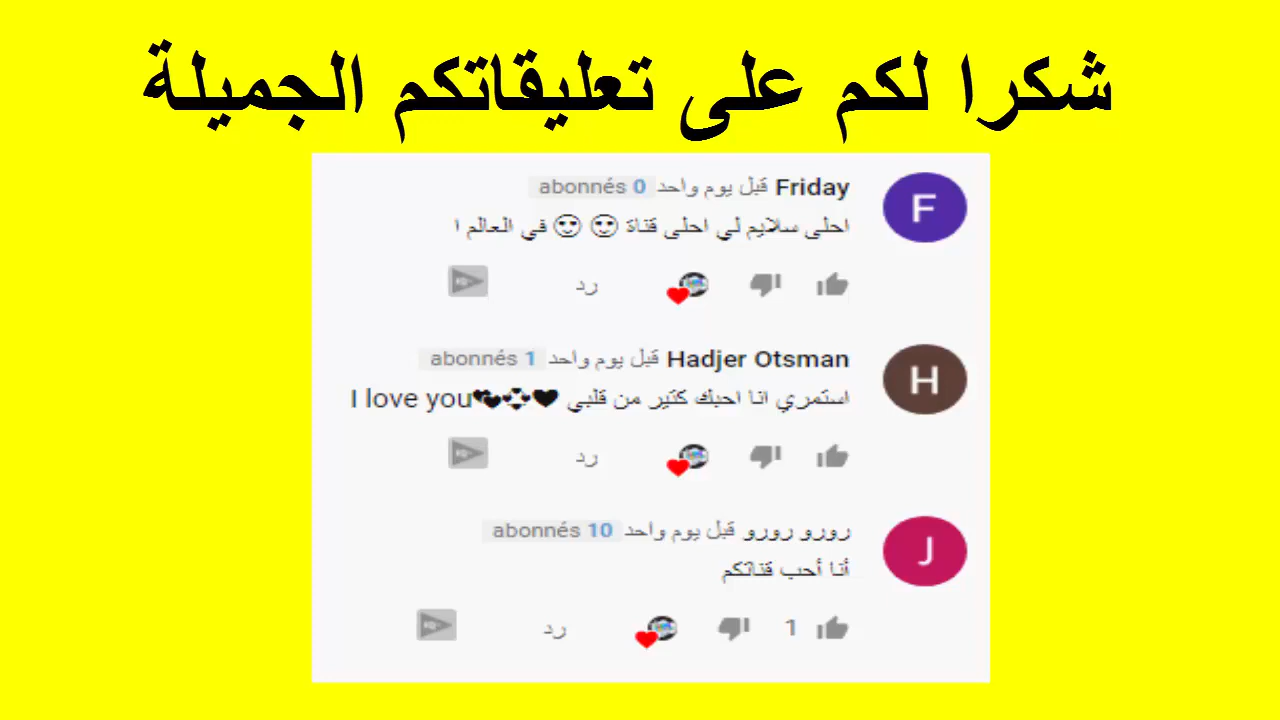 شكرا لكم على تعليقاتكم الجميلة
Friday قبل يوم واحد abonnés 0
احلى سلايم لي احلى قناة 😍 😍 في العالم ا
رد
Hadjer Otsman قبل يوم واحد abonnés 1
استمري انا احبك كتير من قلبي ❤💞💕I love you
رد
رورو رورو قبل يوم واحد abonnés 10
أنا أحب قناتكم
1 رد
F
H
J